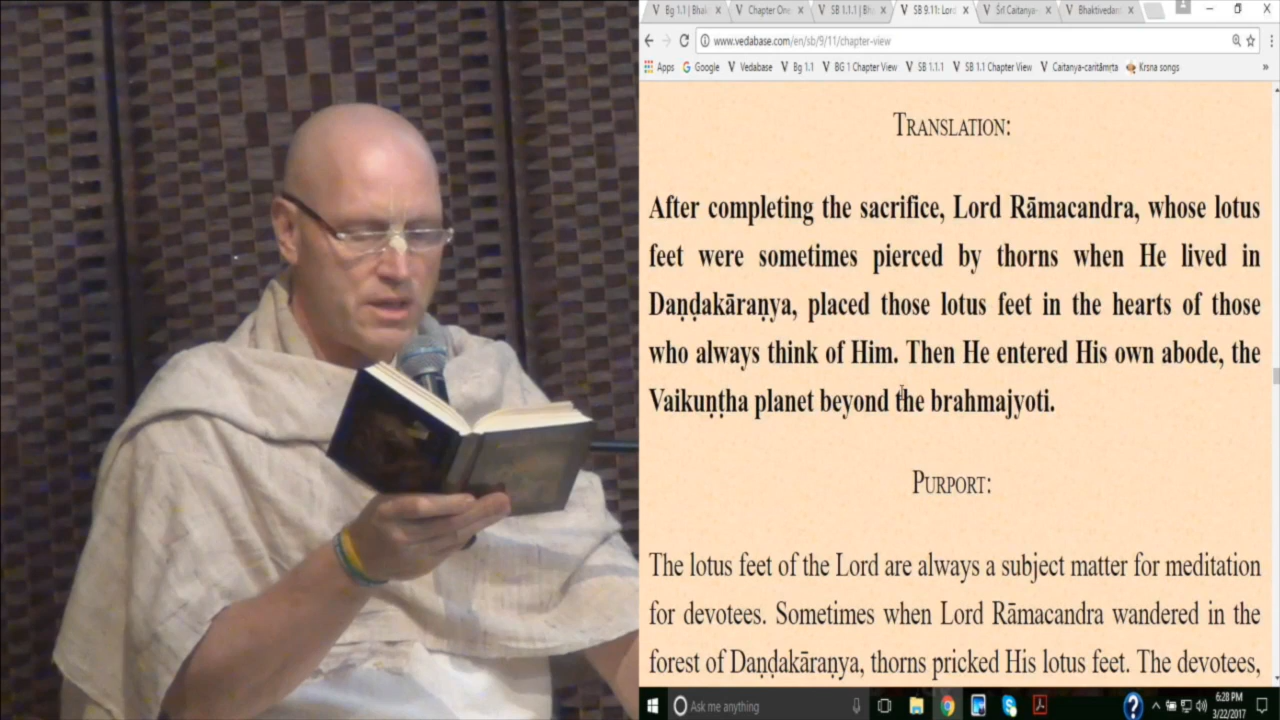 Bg 1.1 | Bhak
Chapter One
SB 1.1.1 | Bh
SB 9.11: Lord
Śrī Caitanya-
Bhaktivedan
www.vedabase.com/en/sb/9/11/chapter-view
Apps Google Vedabase Bg 1.1 BG 1 Chapter View SB 1.1.1 SB 1.1 Chapter View Caitanya-caritāmṛta Krsna songs »
TRANSLATION:
After completing the sacrifice, Lord Rāmacandra, whose lotus
feet were sometimes pierced by thorns when He lived in
Daṇḍakāraṇya, placed those lotus feet in the hearts of those
who always think of Him. Then He entered His own abode, the
Vaikuṇṭha planet beyond the brahmajyoti.
PURPORT:
The lotus feet of the Lord are always a subject matter for meditation
for devotees. Sometimes when Lord Rāmacandra wandered in the
forest of Daṇḍakāraṇya, thorns pricked His lotus feet. The devotees,
Ask me anything
6:28 PM
3/22/2017